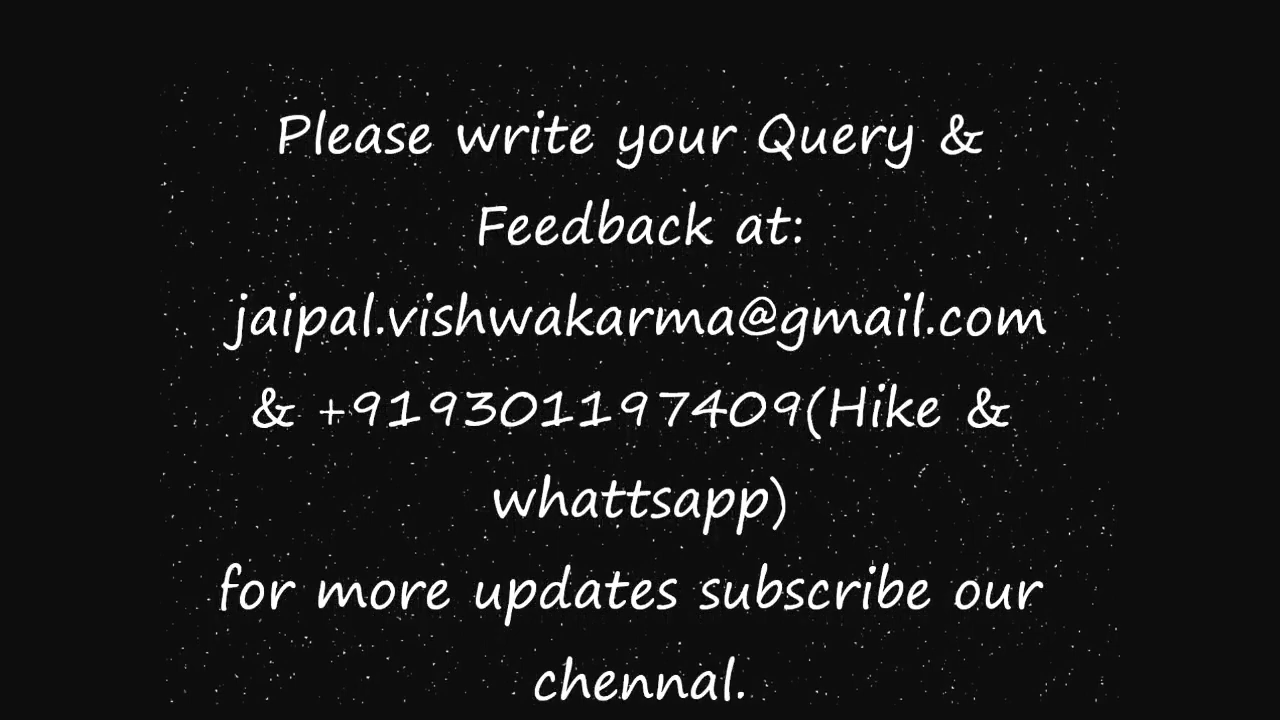 Please write your Query &
Feedback at:
jaipal.vishwakarma@gmail.com
& +919301197409(Hike &
whattsapp)
for more updates subscribe our
chennal.